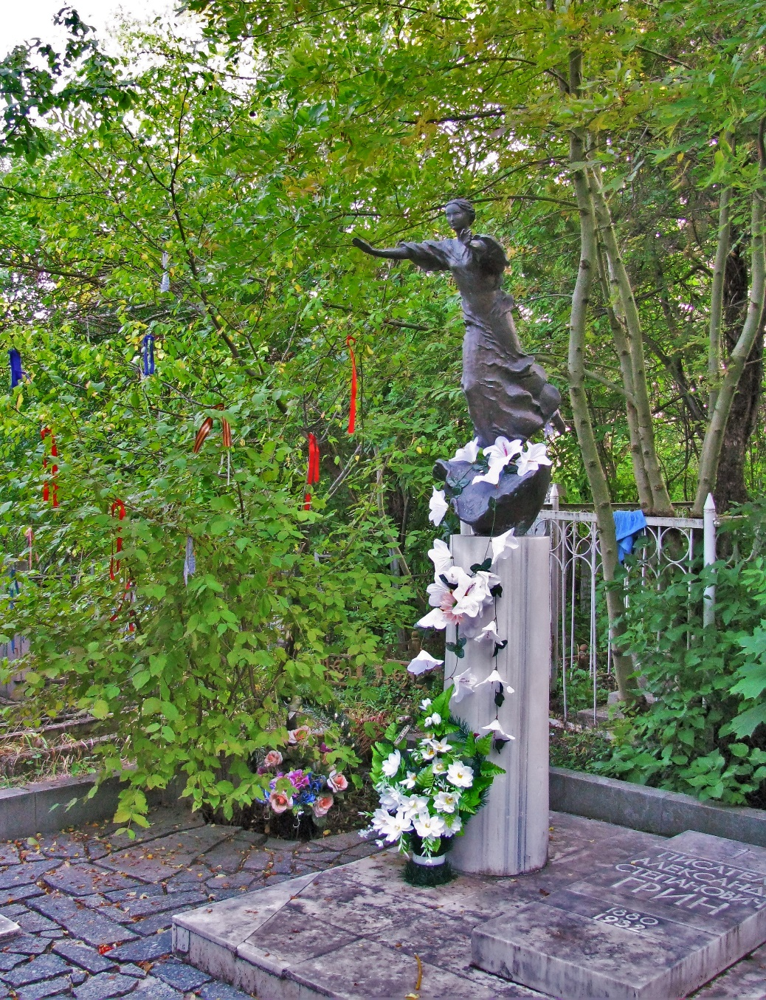 ПИСАТЕЛ
АЛЕКСАНД
СТЕПАНОВИЧ
ГРИН
1880
1932